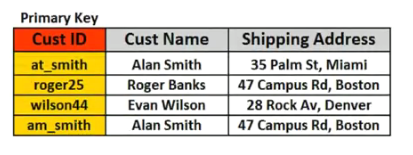 Primary Key
Cust ID Cust Name Shipping Address
at_smith Alan Smith 35 Palm St, Miami
roger25 Roger Banks 47 Campus Rd, Boston
wilson44 Evan Wilson 28 Rock Av, Denver
am_smith Alan Smith 47 Campus Rd, Boston